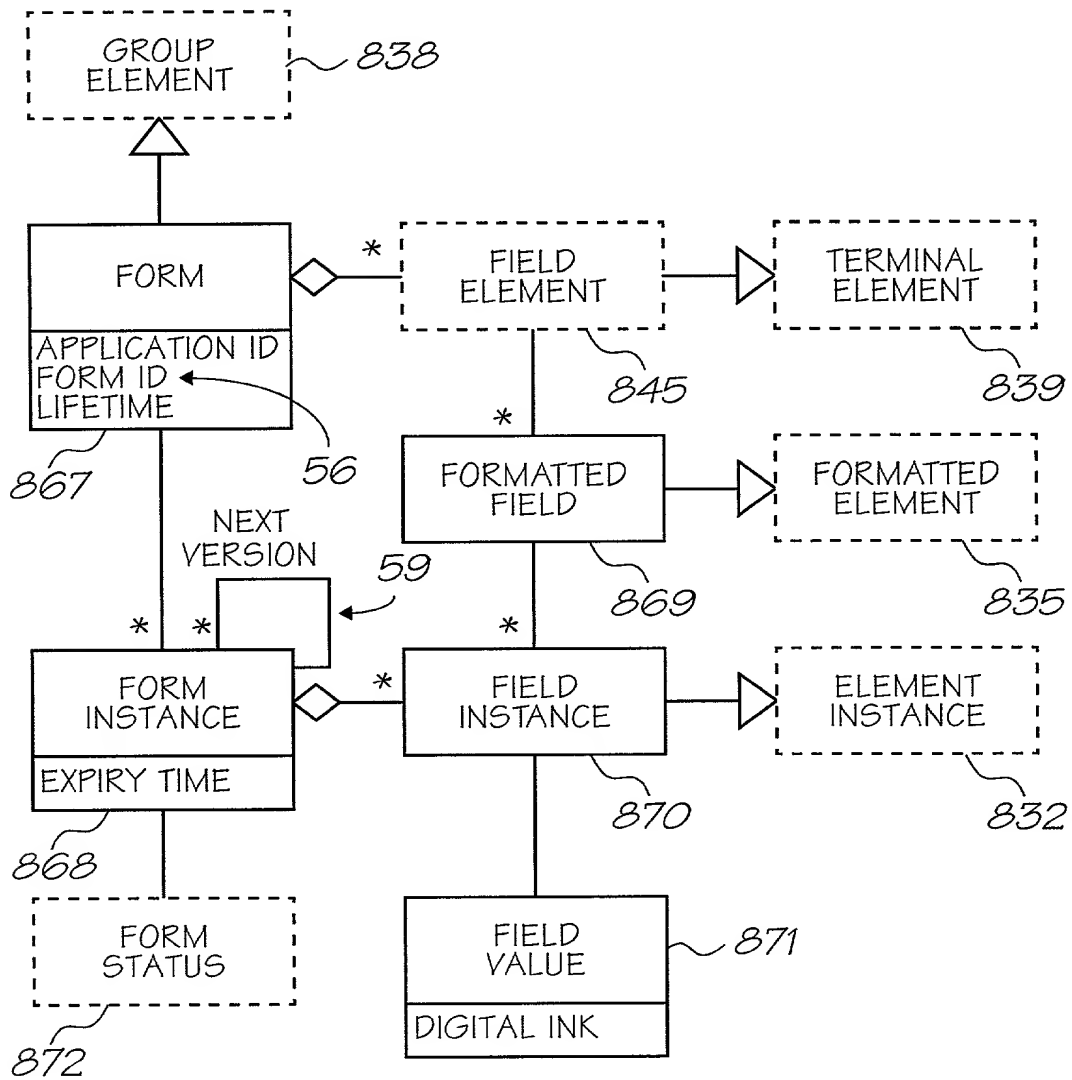 GROUP
ELEMENT
838
FORM
APPLICATION ID
FORM ID
LIFETIME
867
56
*
FIELD
ELEMENT
845
TERMINAL
ELEMENT
839
*
FORMATTED
FIELD
869
FORMATTED
ELEMENT
835
NEXT
VERSION
59
*
*
FORM
INSTANCE
EXPIRY TIME
868
*
*
FIELD
INSTANCE
870
ELEMENT
INSTANCE
832
FORM
STATUS
872
FIELD
VALUE
DIGITAL INK
871